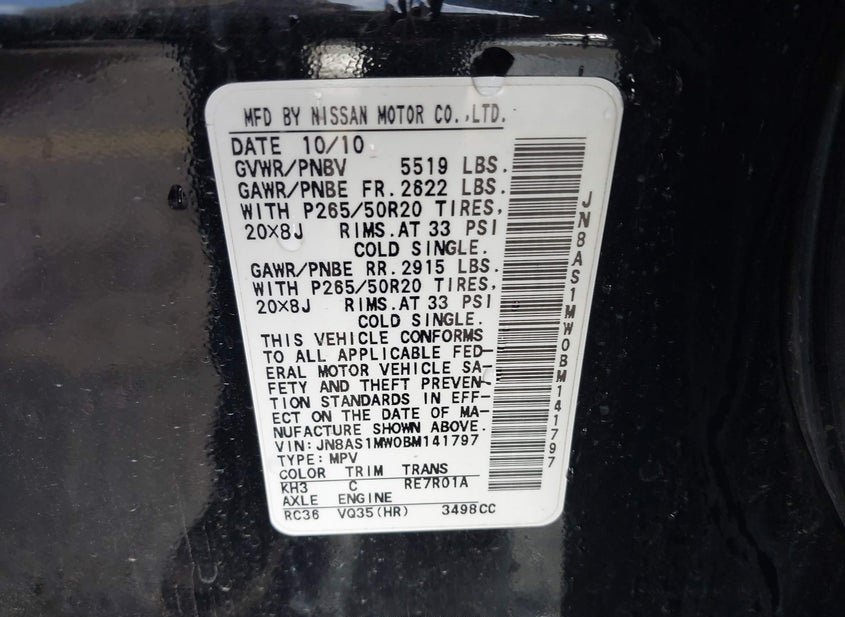 MFD BY NISSAN MOTOR CO.,LTD.
DATE 10/10
GVWR/PNBV 5519 LBS.
GAWR/PNBE FR.2622 LBS.
WITH P265/50R20 TIRES,
20×8J RIMS.AT 33 PSI
COLD SINGLE.
GAWR/PNBE RR.2915 LBS.
WITH P265/50R20 TIRES,
20×8J RIMS.AT 33 PSI
COLD SINGLE.
THIS VEHICLE CONFORMS
TO ALL APPLICABLE FED-
ERAL MOTOR VEHICLE SA-
FETY AND THEFT PREVEN-
TION STANDARDS IN EFF-
ECT ON THE DATE OF MA-
NUFACTURE SHOWN ABOVE.
VIN:JN8AS1MW0BM141797
TYPE:MPV
COLOR TRIM TRANS
KH3 C RE7R01A
AXLE ENGINE
RC36 VQ35(HR) 3498CC
JN8AS1MW0BM141797